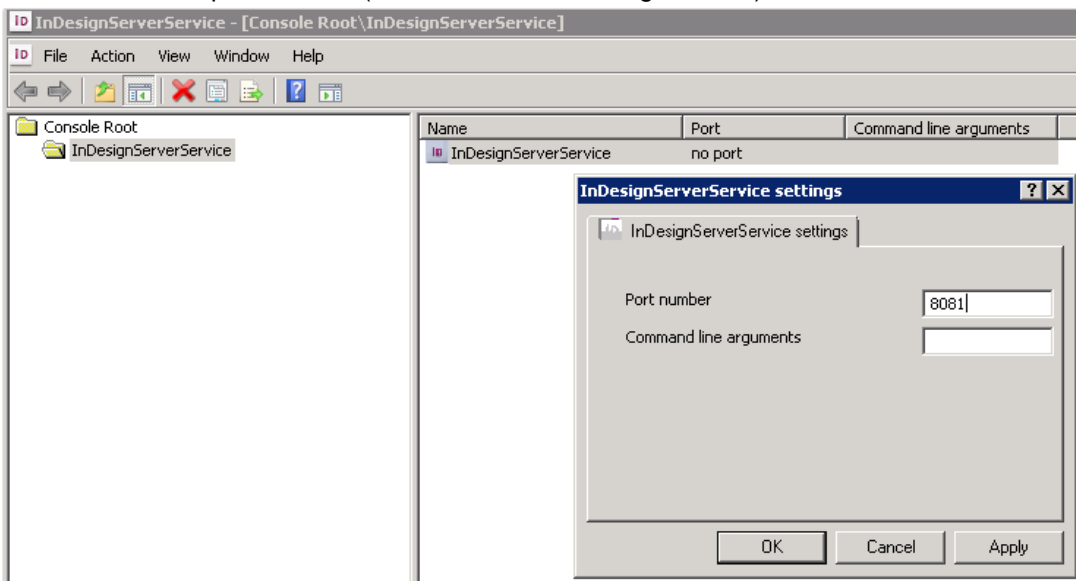 InDesignServerService - [Console Root\InDesignServerService]
File Action View Window Help
Console Root
InDesignServerService
Name Port Command line arguments
InDesignServerService no port
InDesignServerService settings
InDesignServerService settings
Port number 8081
Command line arguments
OK Cancel Apply